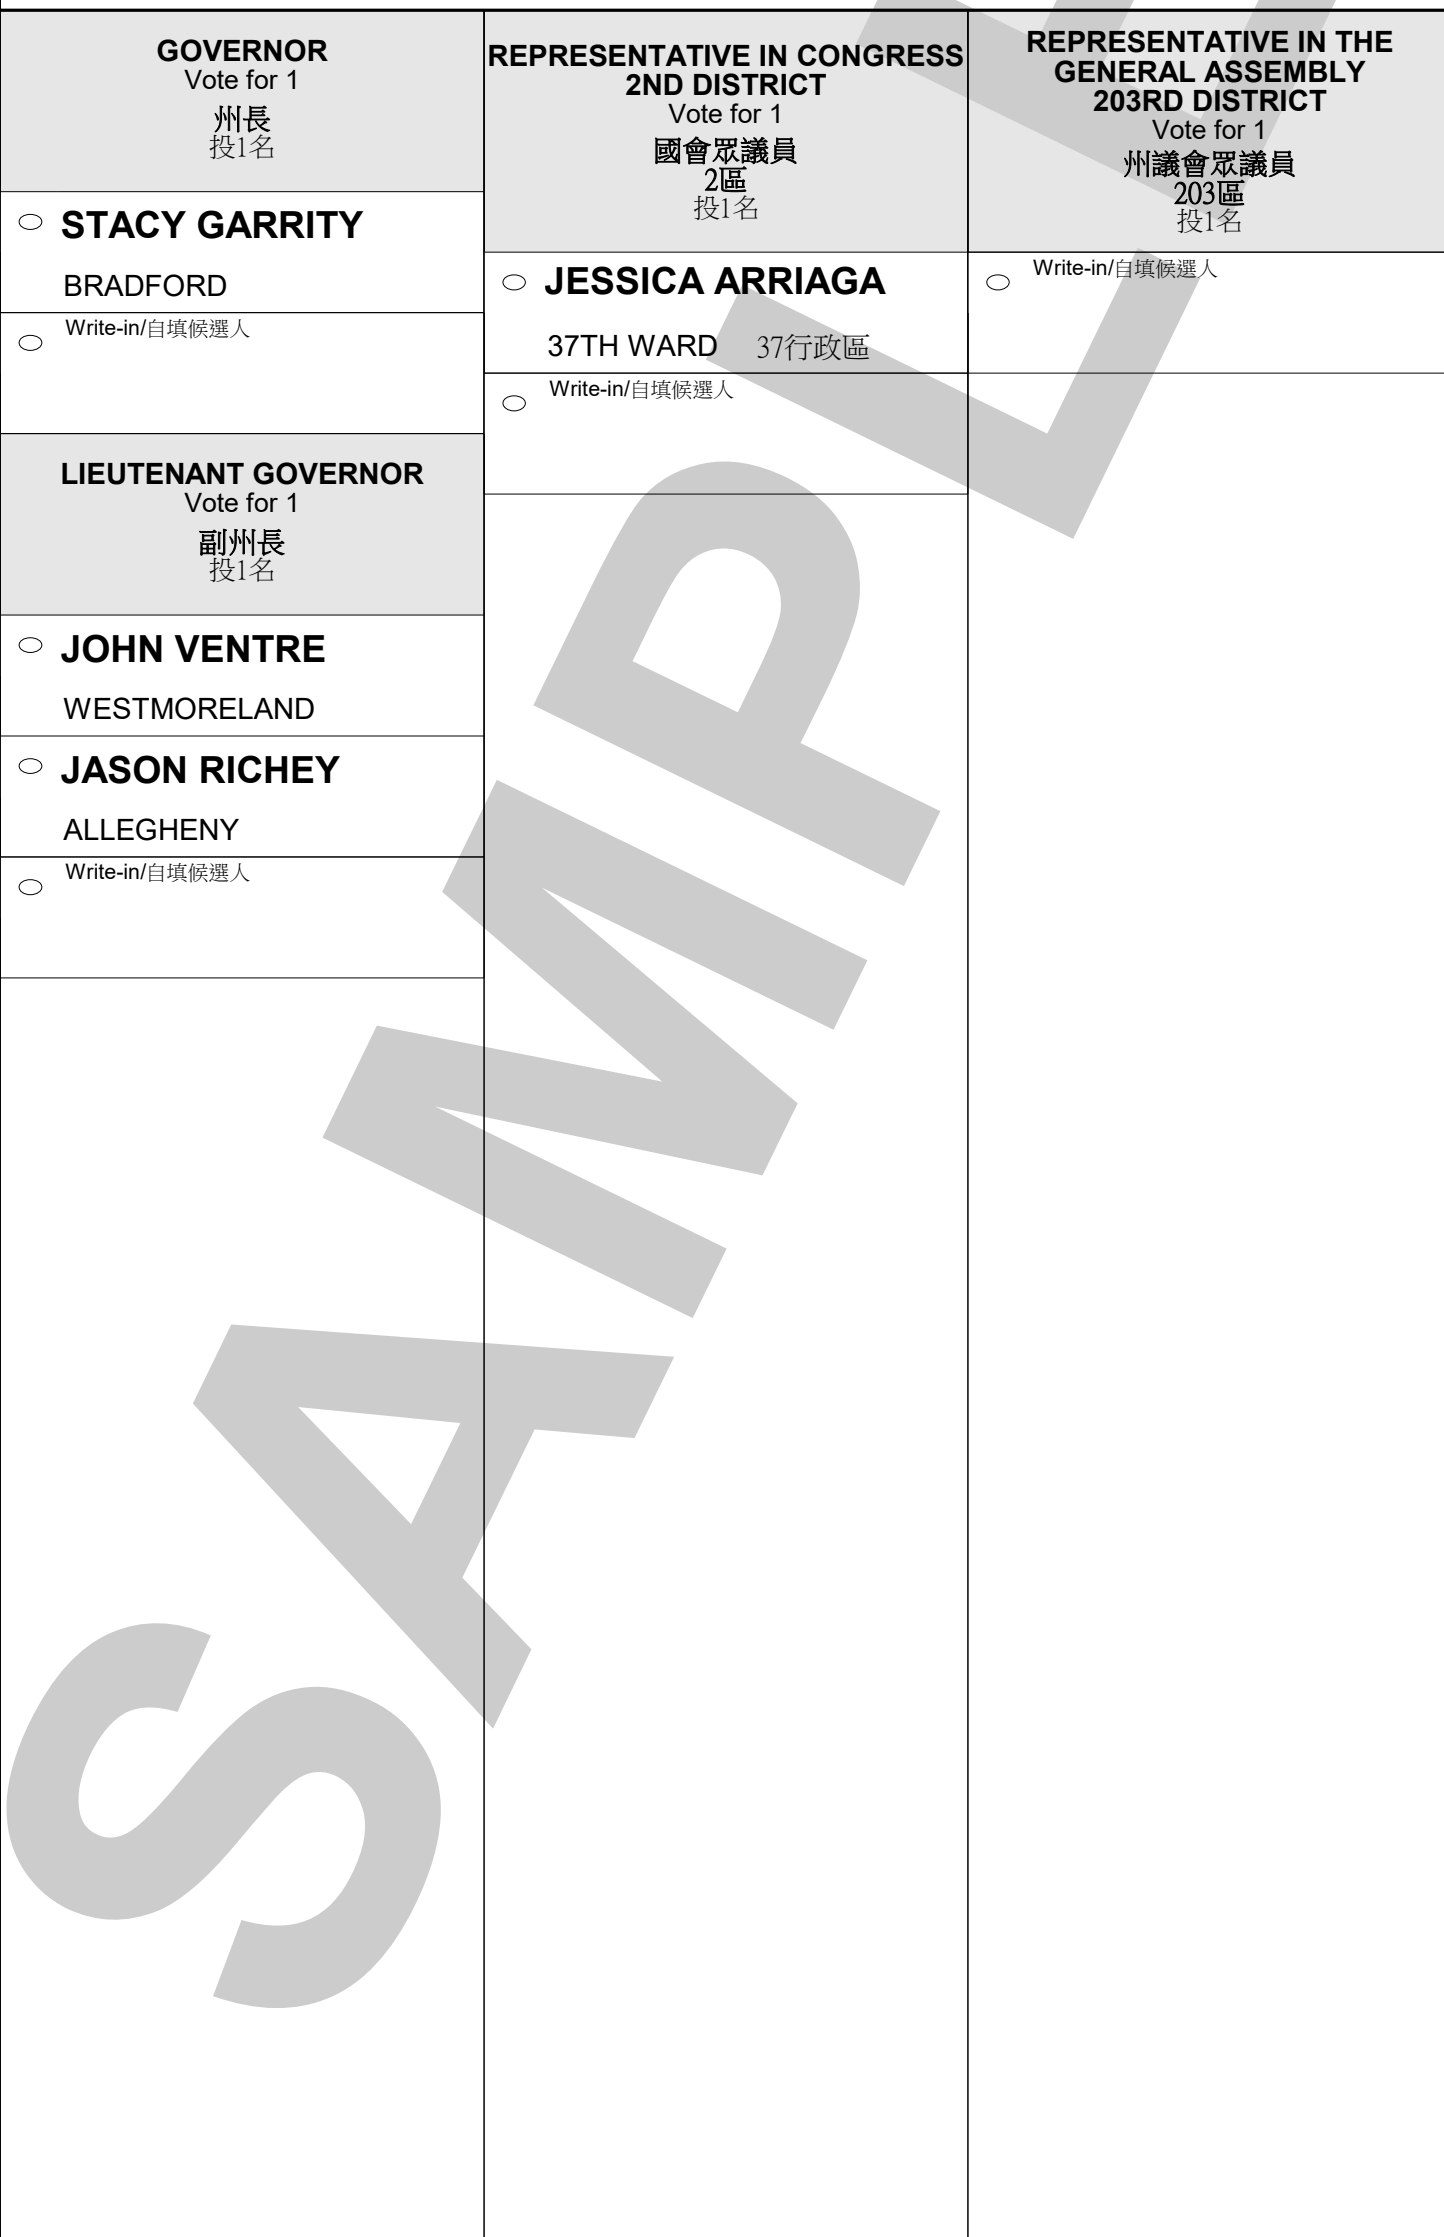 GOVERNOR
Vote for 1
州長
投1名
STACY GARRITY
BRADFORD
Write-in/自填候選人
LIEUTENANT GOVERNOR
Vote for 1
副州長
投1名
JOHN VENTRE
WESTMORELAND
JASON RICHEY
ALLEGHENY
Write-in/自填候選人
REPRESENTATIVE IN CONGRESS
2ND DISTRICT
Vote for 1
國會眾議員
2區
投1名
JESSICA ARRIAGA
37TH WARD 37行政區
Write-in/自填候選人
REPRESENTATIVE IN THE
GENERAL ASSEMBLY
203RD DISTRICT
Vote for 1
州議會眾議員
203區
投1名
Write-in/自填候選人
SAMPLE